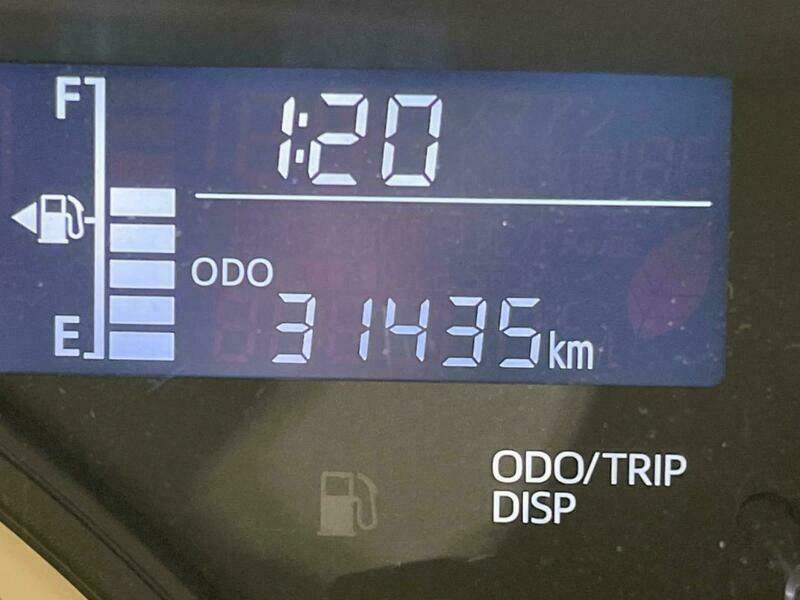 F
1:20
ODO
31435km
E
ODO/TRIP
DISP